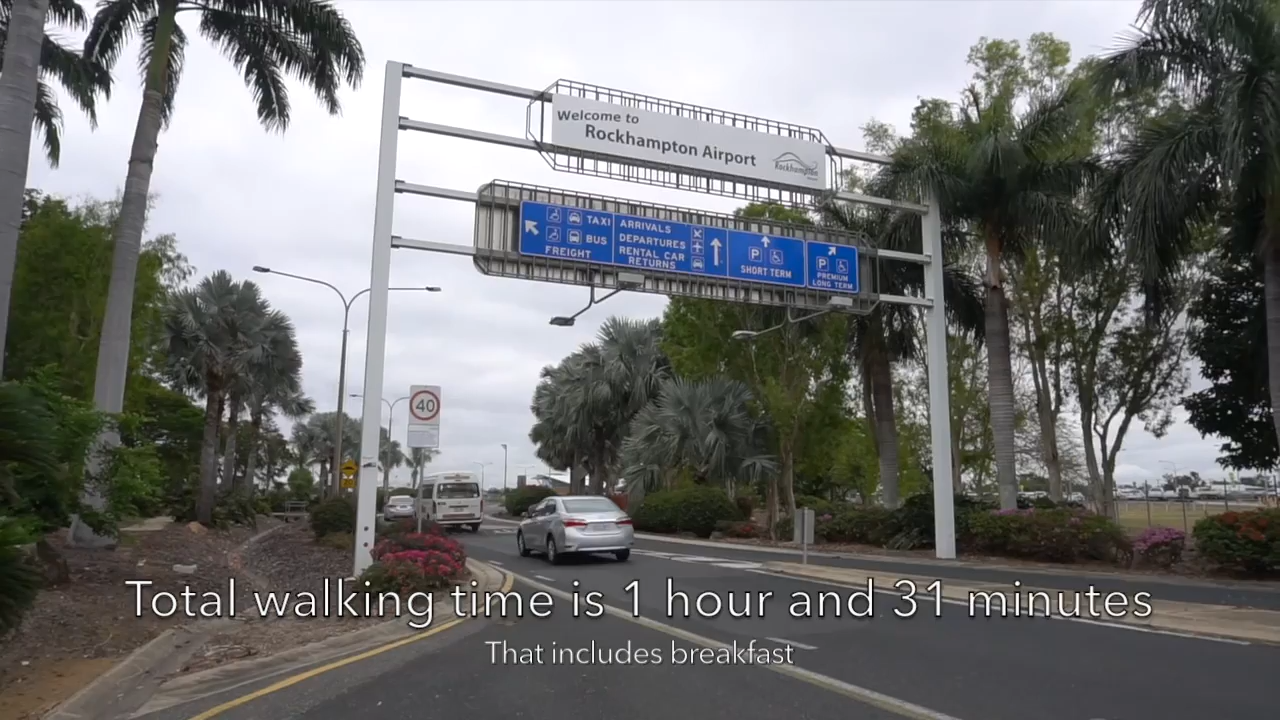 Welcome to
Rockhampton Airport
Rockhampton
TAXI
BUS
FREIGHT
ARRIVALS
DEPARTURES
RENTAL CAR
RETURNS
P
SHORT TERM
P
PREMIUM
LONG TERM
40
Total walking time is 1 hour and 31 minutes
That includes breakfast